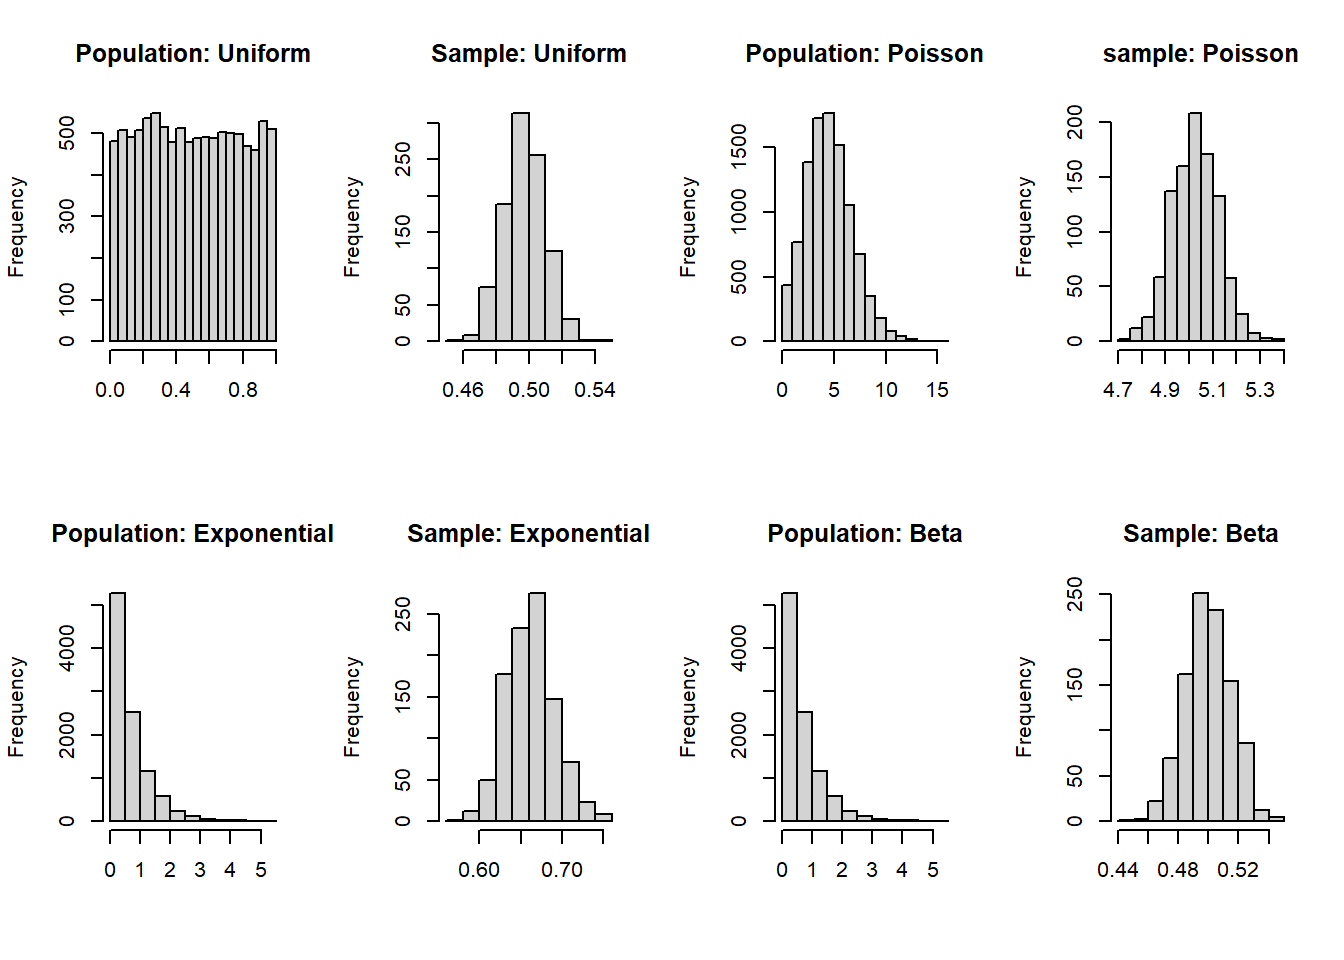 Population: Uniform
Frequency
0 100 300 500
0.0 0.4 0.8
Sample: Uniform
Frequency
0 50 150 250
0.46 0.50 0.54
Population: Poisson
Frequency
0 500 1000 1500
0 5 10 15
sample: Poisson
Frequency
0 50 100 150 200
4.7 4.9 5.1 5.3
Population: Exponential
Frequency
0 2000 4000
0 1 2 3 4 5
Sample: Exponential
Frequency
0 50 150 250
0.60 0.70
Population: Beta
Frequency
0 2000 4000
0 1 2 3 4 5
Sample: Beta
Frequency
0 50 150 250
0.44 0.48 0.52